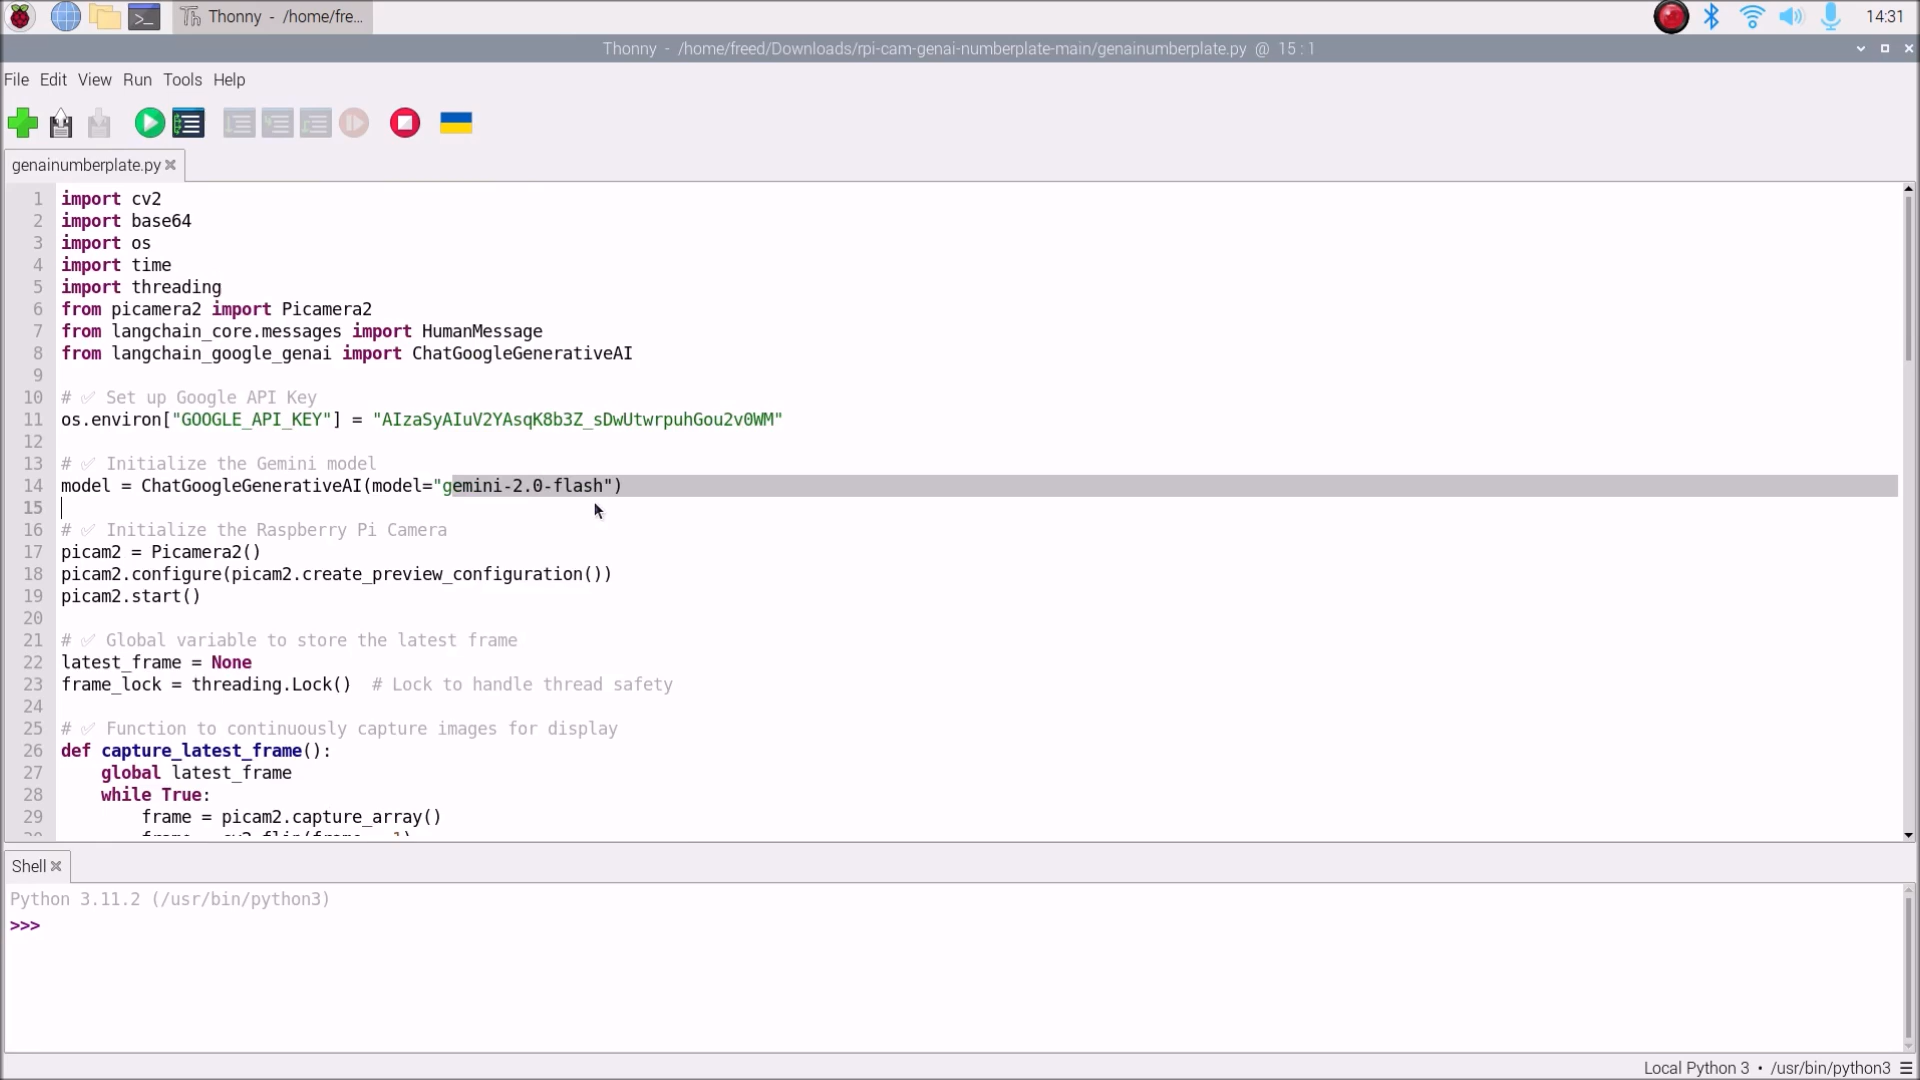 Thonny - /home/fre...
14:31
Thonny - /home/freed/Downloads/rpi-cam-genai-numberplate-main/genainumberplate.py @ 15 : 1
File Edit View Run Tools Help
genainumberplate.py
1 import cv2
2 import base64
3 import os
4 import time
5 import threading
6 from picamera2 import Picamera2
7 from langchain_core.messages import HumanMessage
8 from langchain_google_genai import ChatGoogleGenerativeAI
9
10 # ✅ Set up Google API Key
11 os.environ["GOOGLE_API_KEY"] = "AIzaSyAIuV2YAsqK8b3Z_sDwUtwrpuhGou2v0WM"
12
13 # ✅ Initialize the Gemini model
14 model = ChatGoogleGenerativeAI(model="gemini-2.0-flash")
15
16 # ✅ Initialize the Raspberry Pi Camera
17 picam2 = Picamera2()
18 picam2.configure(picam2.create_preview_configuration())
19 picam2.start()
20
21 # ✅ Global variable to store the latest frame
22 latest_frame = None
23 frame_lock = threading.Lock()  # Lock to handle thread safety
24
25 # ✅ Function to continuously capture images for display
26 def capture_latest_frame():
27     global latest_frame
28     while True:
29         frame = picam2.capture_array()
Shell
Python 3.11.2 (/usr/bin/python3)
>>>
Local Python 3 • /usr/bin/python3 ☰